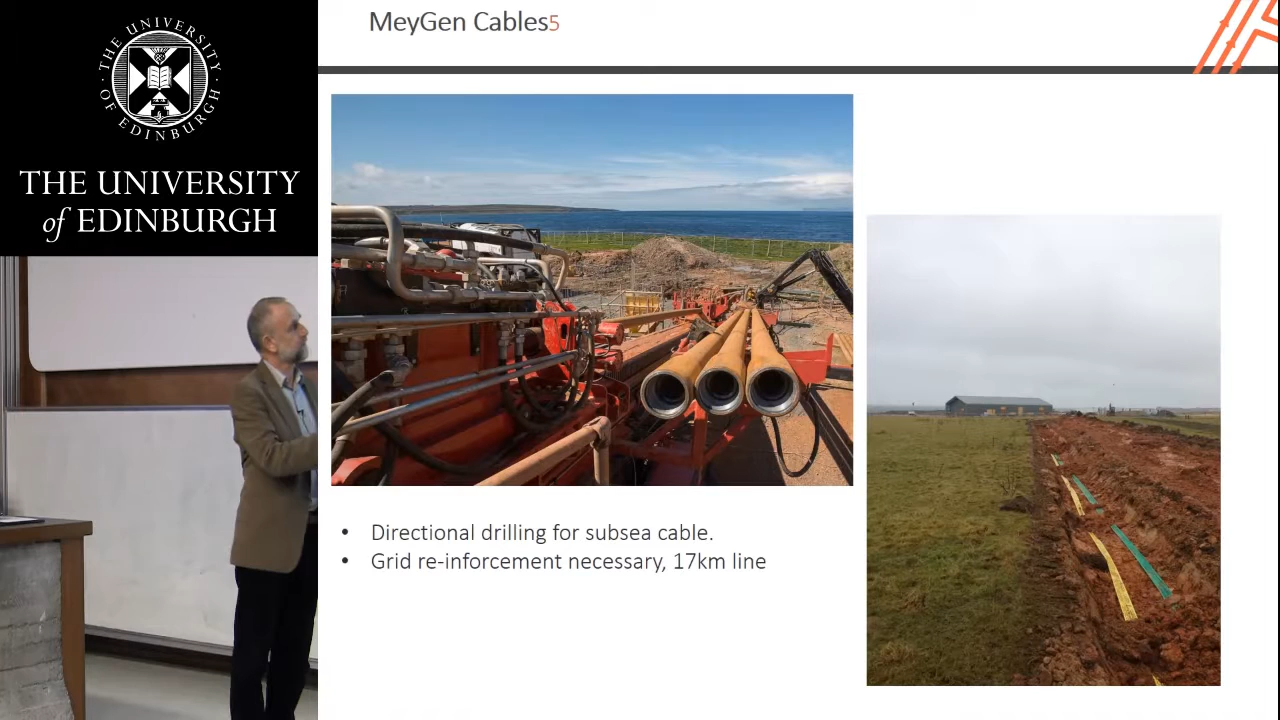 MeyGen Cables5
THE UNIVERSITY
OF EDINBURGH
THE UNIVERSITY
of EDINBURGH
• Directional drilling for subsea cable.
• Grid re-inforcement necessary, 17km line